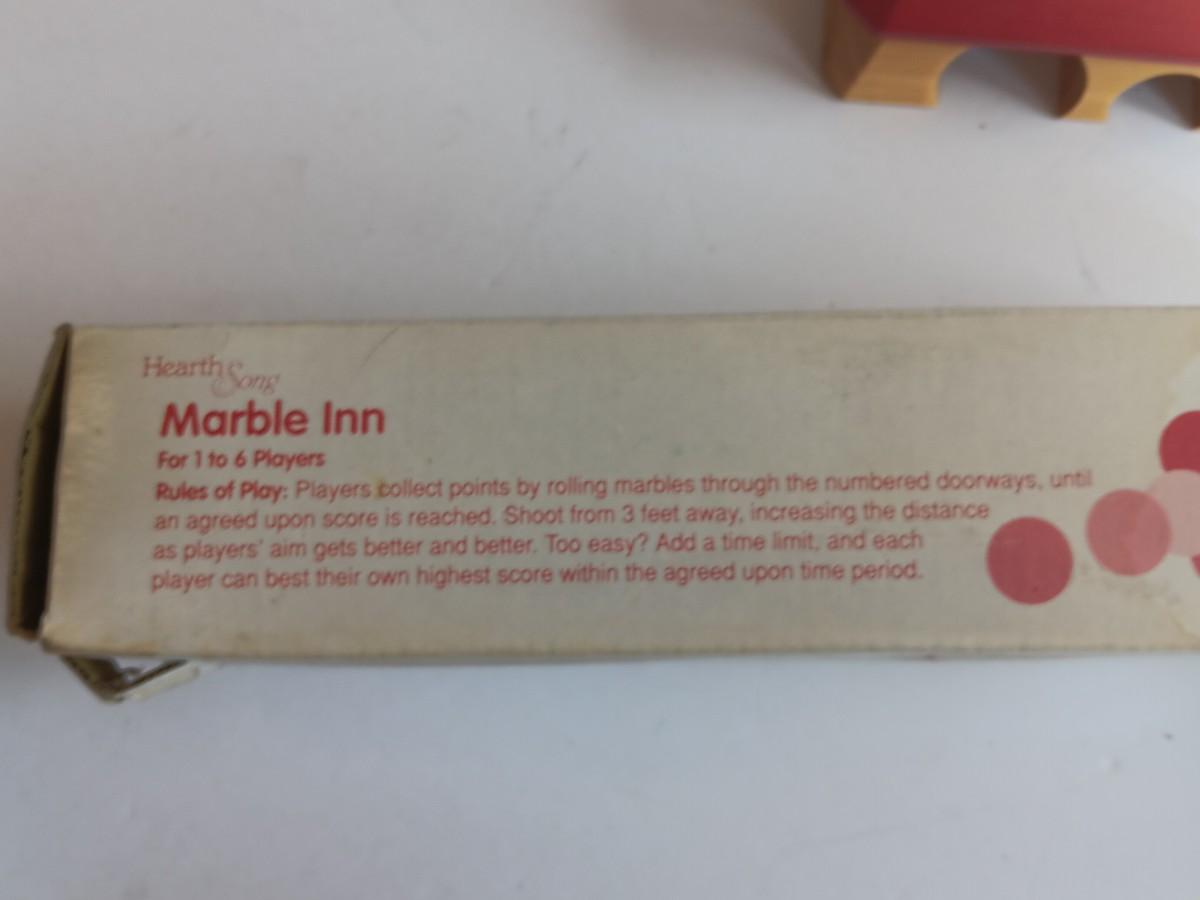 Hearth Song
Marble Inn
For 1 to 6 Players
Rules of Play: Players collect points by rolling marbles through the numbered doorways, until
an agreed upon score is reached. Shoot from 3 feet away, increasing the distance
as players' aim gets better and better. Too easy? Add a time limit, and each
player can best their own highest score within the agreed upon time period.